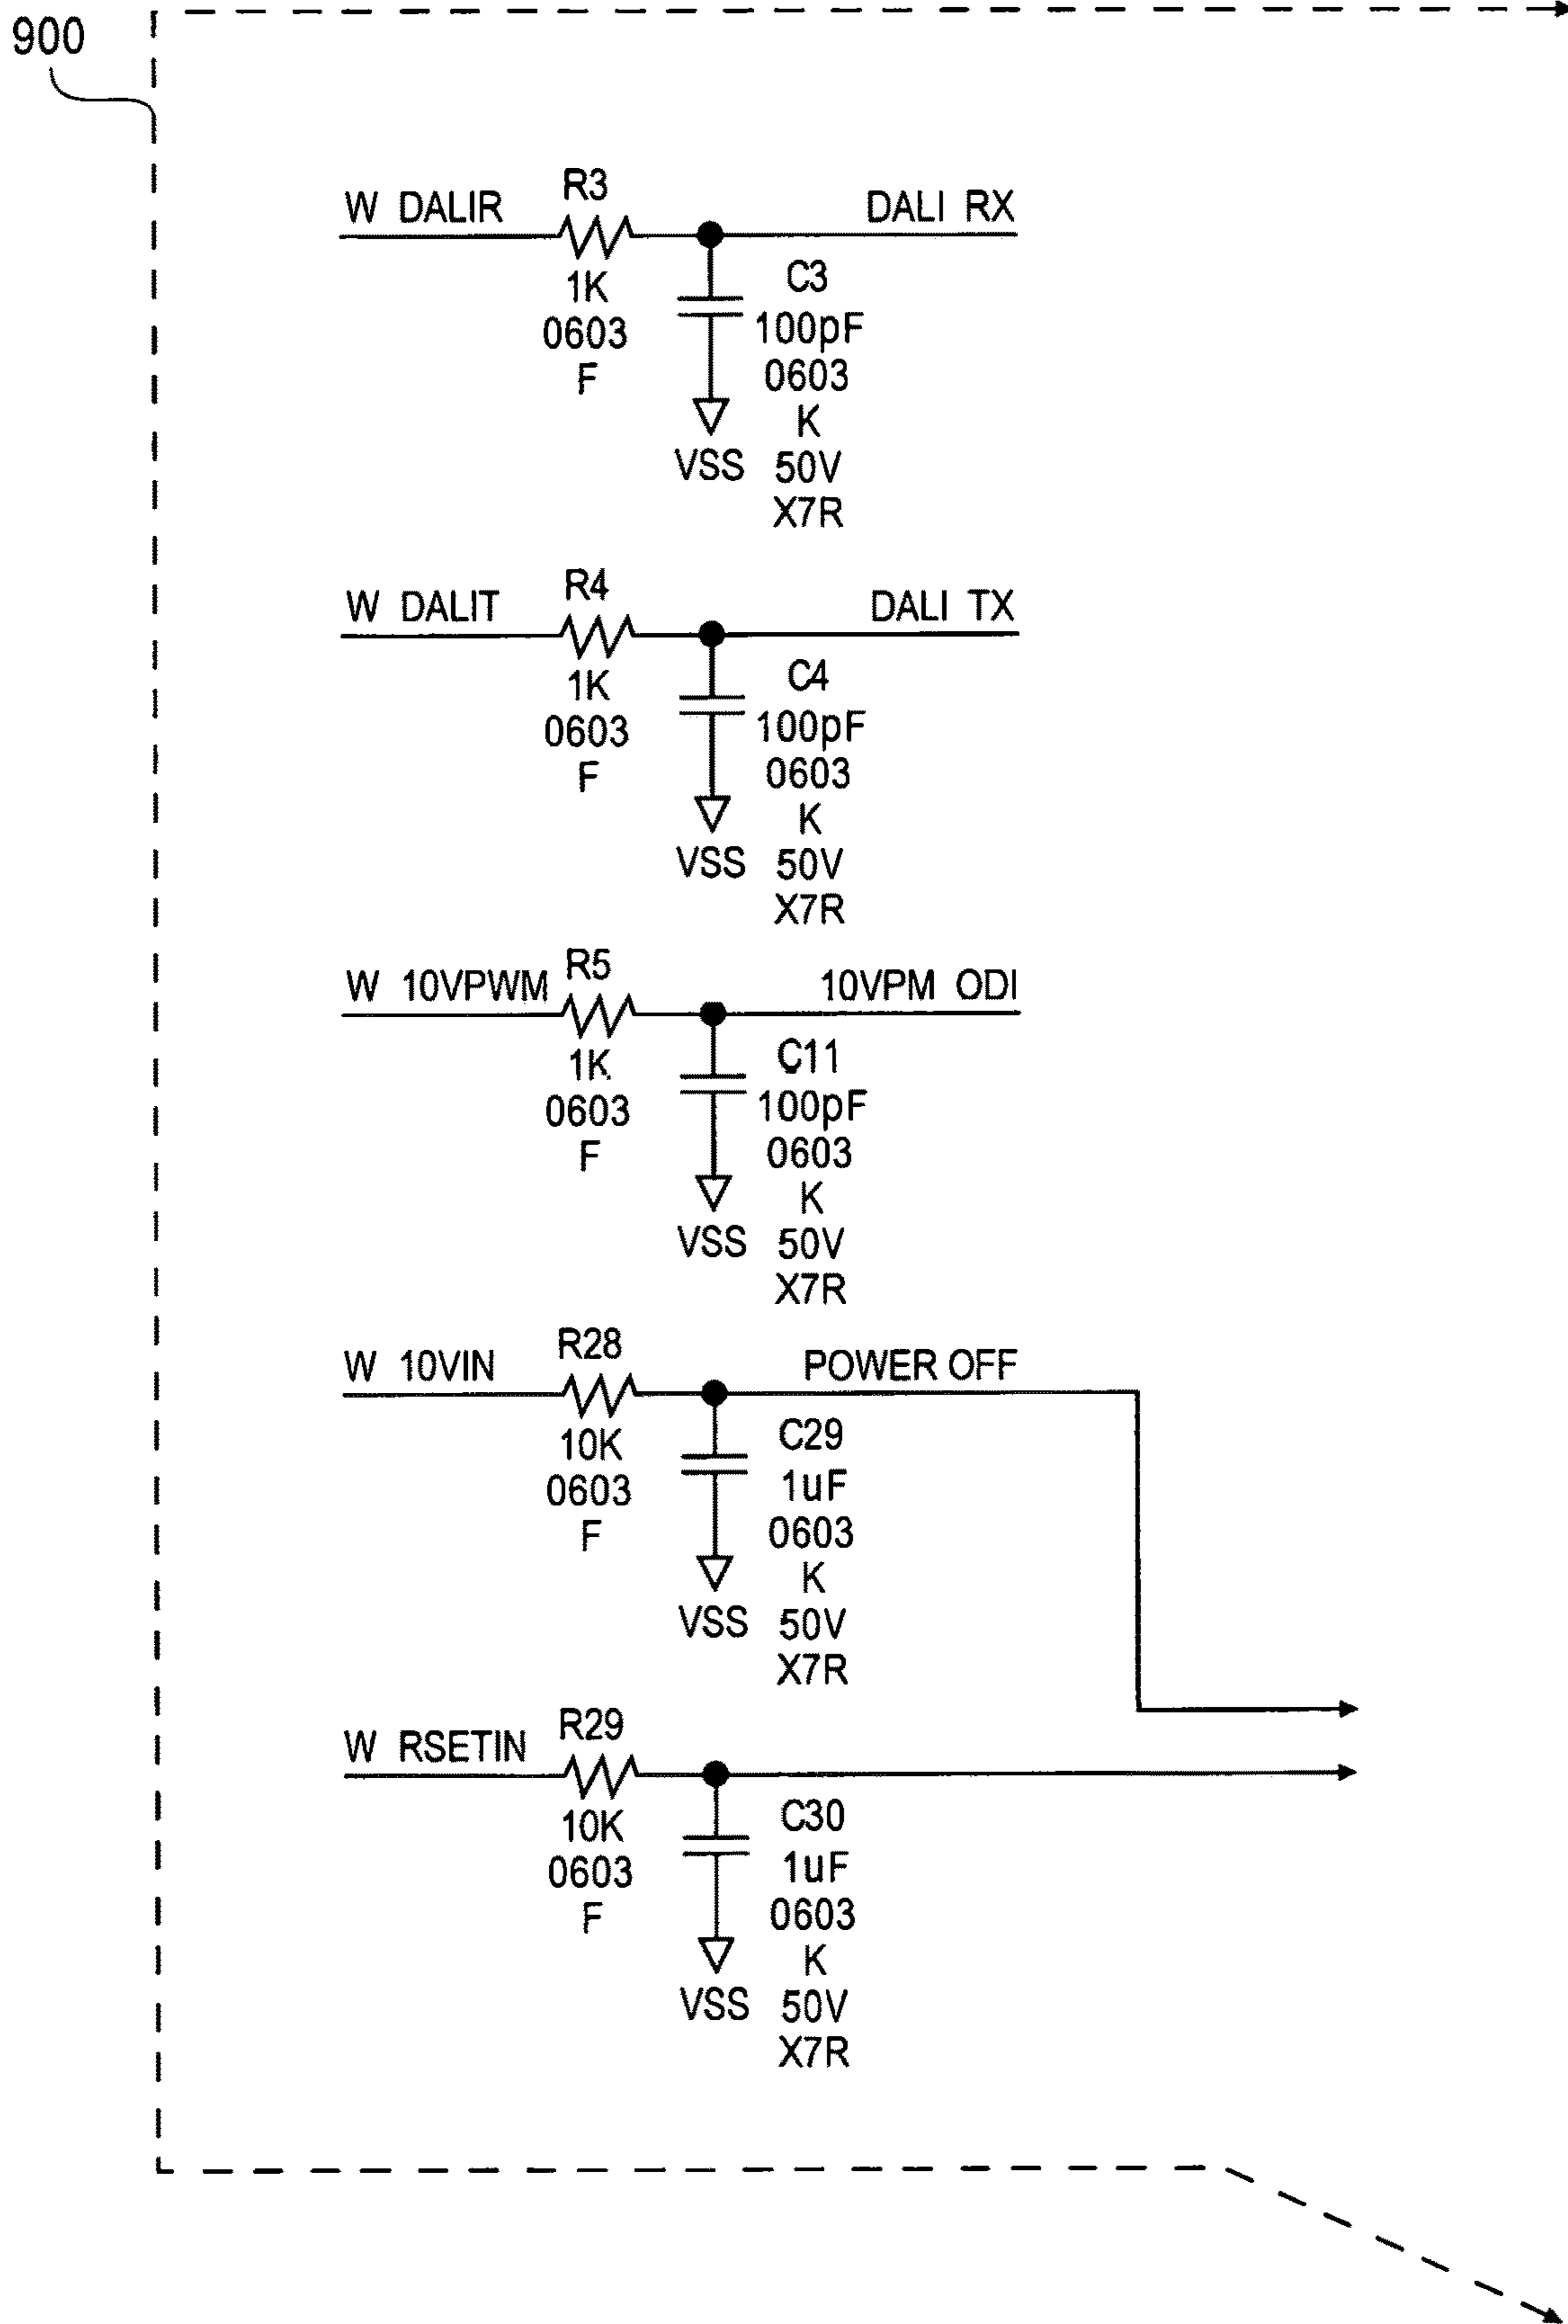 900
W DALIR
R3
DALI RX
1K
0603
F
C3
100pF
0603
K
50V
X7R
VSS
W DALIT
R4
DALI TX
1K
0603
F
C4
100pF
0603
K
50V
X7R
VSS
W 10VPWM
R5
10VPM ODI
1K
0603
F
C11
100pF
0603
K
50V
X7R
VSS
W 10VIN
R28
POWER OFF
10K
0603
F
C29
1uF
0603
K
50V
X7R
VSS
W RSETIN
R29
10K
0603
F
C30
1uF
0603
K
50V
X7R
VSS